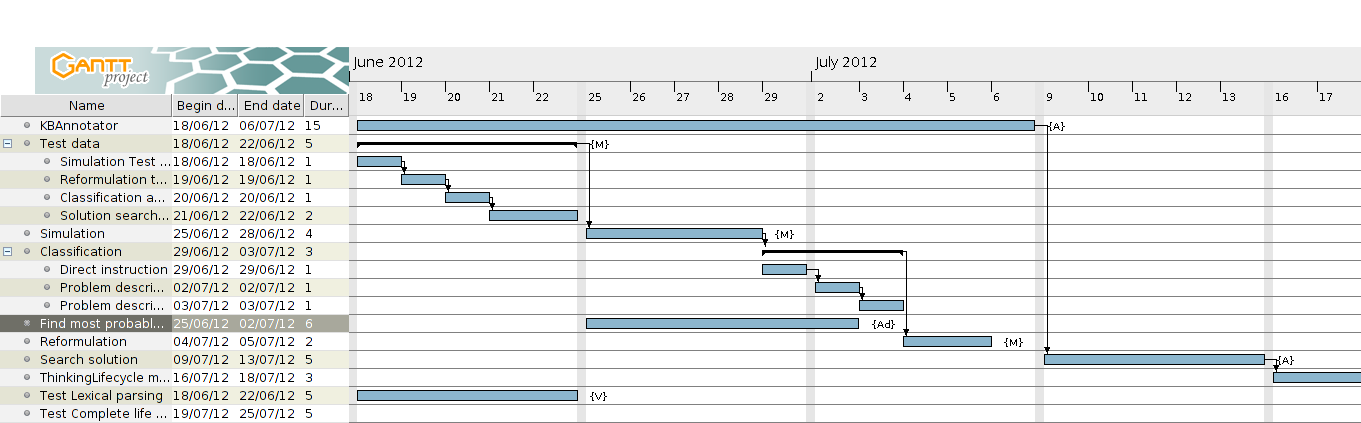 GANTT
project
June 2012 July 2012
18 19 20 21 22 25 26 27 28 29 2 3 4 5 6 9 10 11 12 13 16 17
Name Begin d... End date Dur...
KBAnnotator 18/06/12 06/07/12 15 {A}
Test data 18/06/12 22/06/12 5 {M}
Simulation Test ... 18/06/12 18/06/12 1
Reformulation t... 19/06/12 19/06/12 1
Classification a... 20/06/12 20/06/12 1
Solution search... 21/06/12 22/06/12 2
Simulation 25/06/12 28/06/12 4 {M}
Classification 29/06/12 03/07/12 3
Direct instruction 29/06/12 29/06/12 1
Problem descri... 02/07/12 02/07/12 1
Problem descri... 03/07/12 03/07/12 1
Find most probabl... 25/06/12 02/07/12 6 {Ad}
Reformulation 04/07/12 05/07/12 2 {M}
Search solution 09/07/12 13/07/12 5 {A}
ThinkingLifecycle m... 16/07/12 18/07/12 3
Test Lexical parsing 18/06/12 22/06/12 5 {V}
Test Complete life ... 19/07/12 25/07/12 5